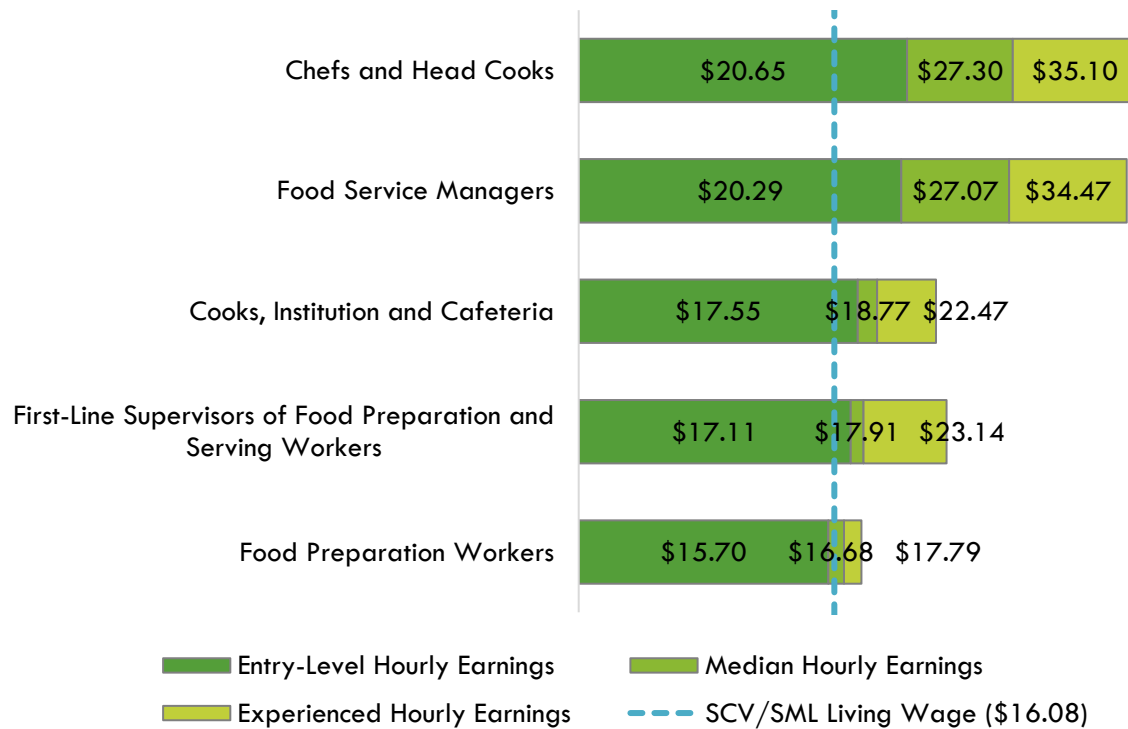 Chefs and Head Cooks $20.65 $27.30 $35.10
Food Service Managers $20.29 $27.07 $34.47
Cooks, Institution and Cafeteria $17.55 $18.77 $22.47
First-Line Supervisors of Food Preparation and
Serving Workers $17.11 $17.91 $23.14
Food Preparation Workers $15.70 $16.68 $17.79
Entry-Level Hourly Earnings Median Hourly Earnings
Experienced Hourly Earnings SCV/SML Living Wage ($16.08)